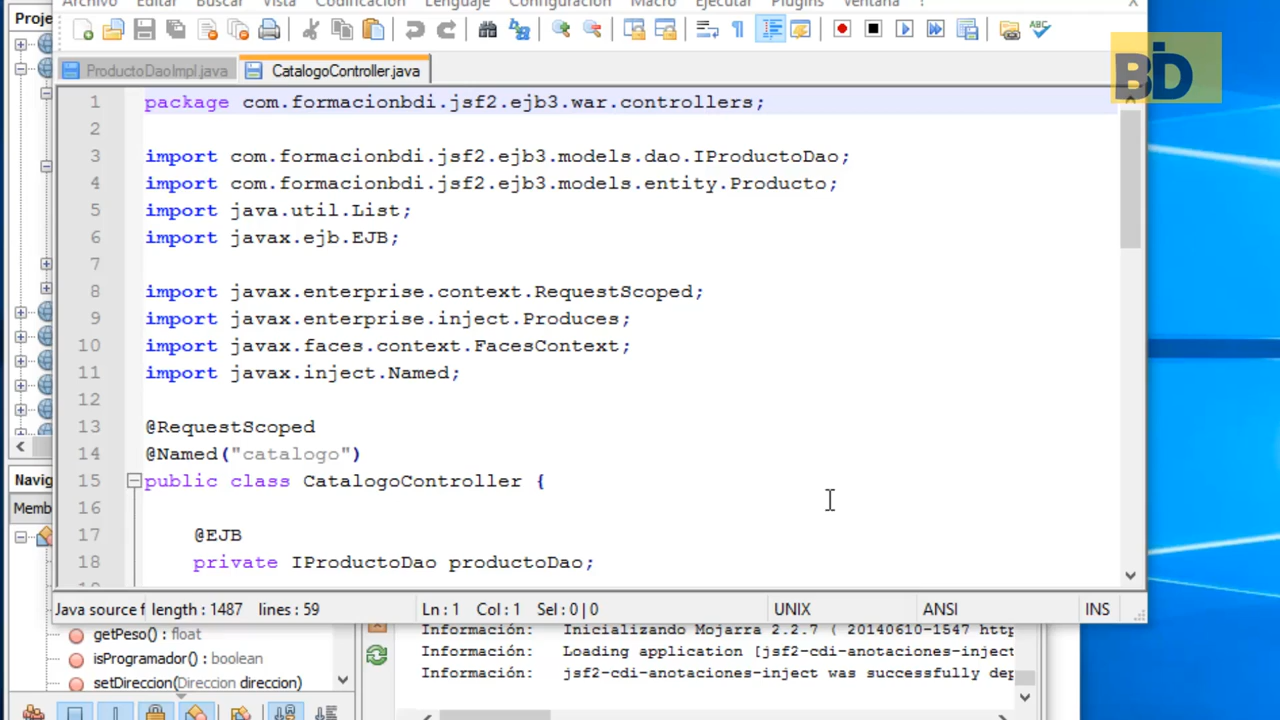 Archivo Editar Buscar Vista Codificación Lenguaje Configuración Macro Ejecutar Plugins Ventana ? X
ProductoDaoImpl.java CatalogoController.java
BiD
1 package com.formacionbdi.jsf2.ejb3.war.controllers;
2
3 import com.formacionbdi.jsf2.ejb3.models.dao.IProductoDao;
4 import com.formacionbdi.jsf2.ejb3.models.entity.Producto;
5 import java.util.List;
6 import javax.ejb.EJB;
7
8 import javax.enterprise.context.RequestScoped;
9 import javax.enterprise.inject.Produces;
10 import javax.faces.context.FacesContext;
11 import javax.inject.Named;
12
13 @RequestScoped
14 @Named("catalogo")
15 public class CatalogoController {
16
17 @EJB
18 private IProductoDao productoDao;
Java source f length : 1487 lines : 59 Ln : 1 Col : 1 Sel : 0 | 0 UNIX ANSI INS
Proje
Navig
Memb
getPeso() : float
isProgramador() : boolean
setDireccion(Direccion direccion)
Información: Inicializando Mojarra 2.2.7 ( 20140610-1547 http
Información: Loading application [jsf2-cdi-anotaciones-inject
Información: jsf2-cdi-anotaciones-inject was successfully dep